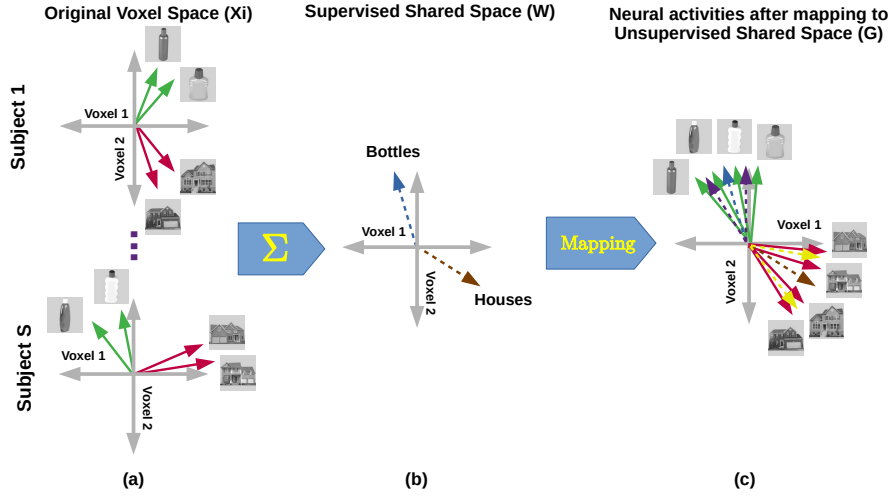 Original Voxel Space (Xi)
Supervised Shared Space (W)
Neural activities after mapping to
Unsupervised Shared Space (G)
Subject 1
Voxel 1
Voxel 2
Subject S
Voxel 1
Voxel 2
Σ
Bottles
Voxel 1
Voxel 2
Houses
Mapping
Voxel 1
Voxel 2
(a)
(b)
(c)